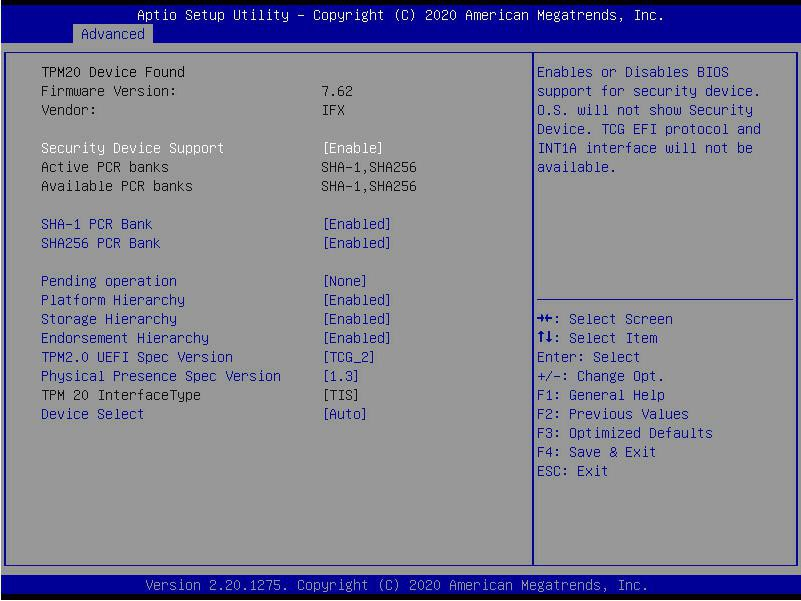 Aptio Setup Utility – Copyright (C) 2020 American Megatrends, Inc.
Advanced
TPM20 Device Found
Firmware Version: 7.62
Vendor: IFX
Security Device Support [Enable]
Active PCR banks SHA-1,SHA256
Available PCR banks SHA-1,SHA256
SHA-1 PCR Bank [Enabled]
SHA256 PCR Bank [Enabled]
Pending operation [None]
Platform Hierarchy [Enabled]
Storage Hierarchy [Enabled]
Endorsement Hierarchy [Enabled]
TPM2.0 UEFI Spec Version [TCG_2]
Physical Presence Spec Version [1.3]
TPM 20 InterfaceType [TIS]
Device Select [Auto]
Enables or Disables BIOS
support for security device.
O.S. will not show Security
Device. TCG EFI protocol and
INT1A interface will not be
available.
→←: Select Screen
↑↓: Select Item
Enter: Select
+/-: Change Opt.
F1: General Help
F2: Previous Values
F3: Optimized Defaults
F4: Save & Exit
ESC: Exit
Version 2.20.1275. Copyright (C) 2020 American Megatrends, Inc.